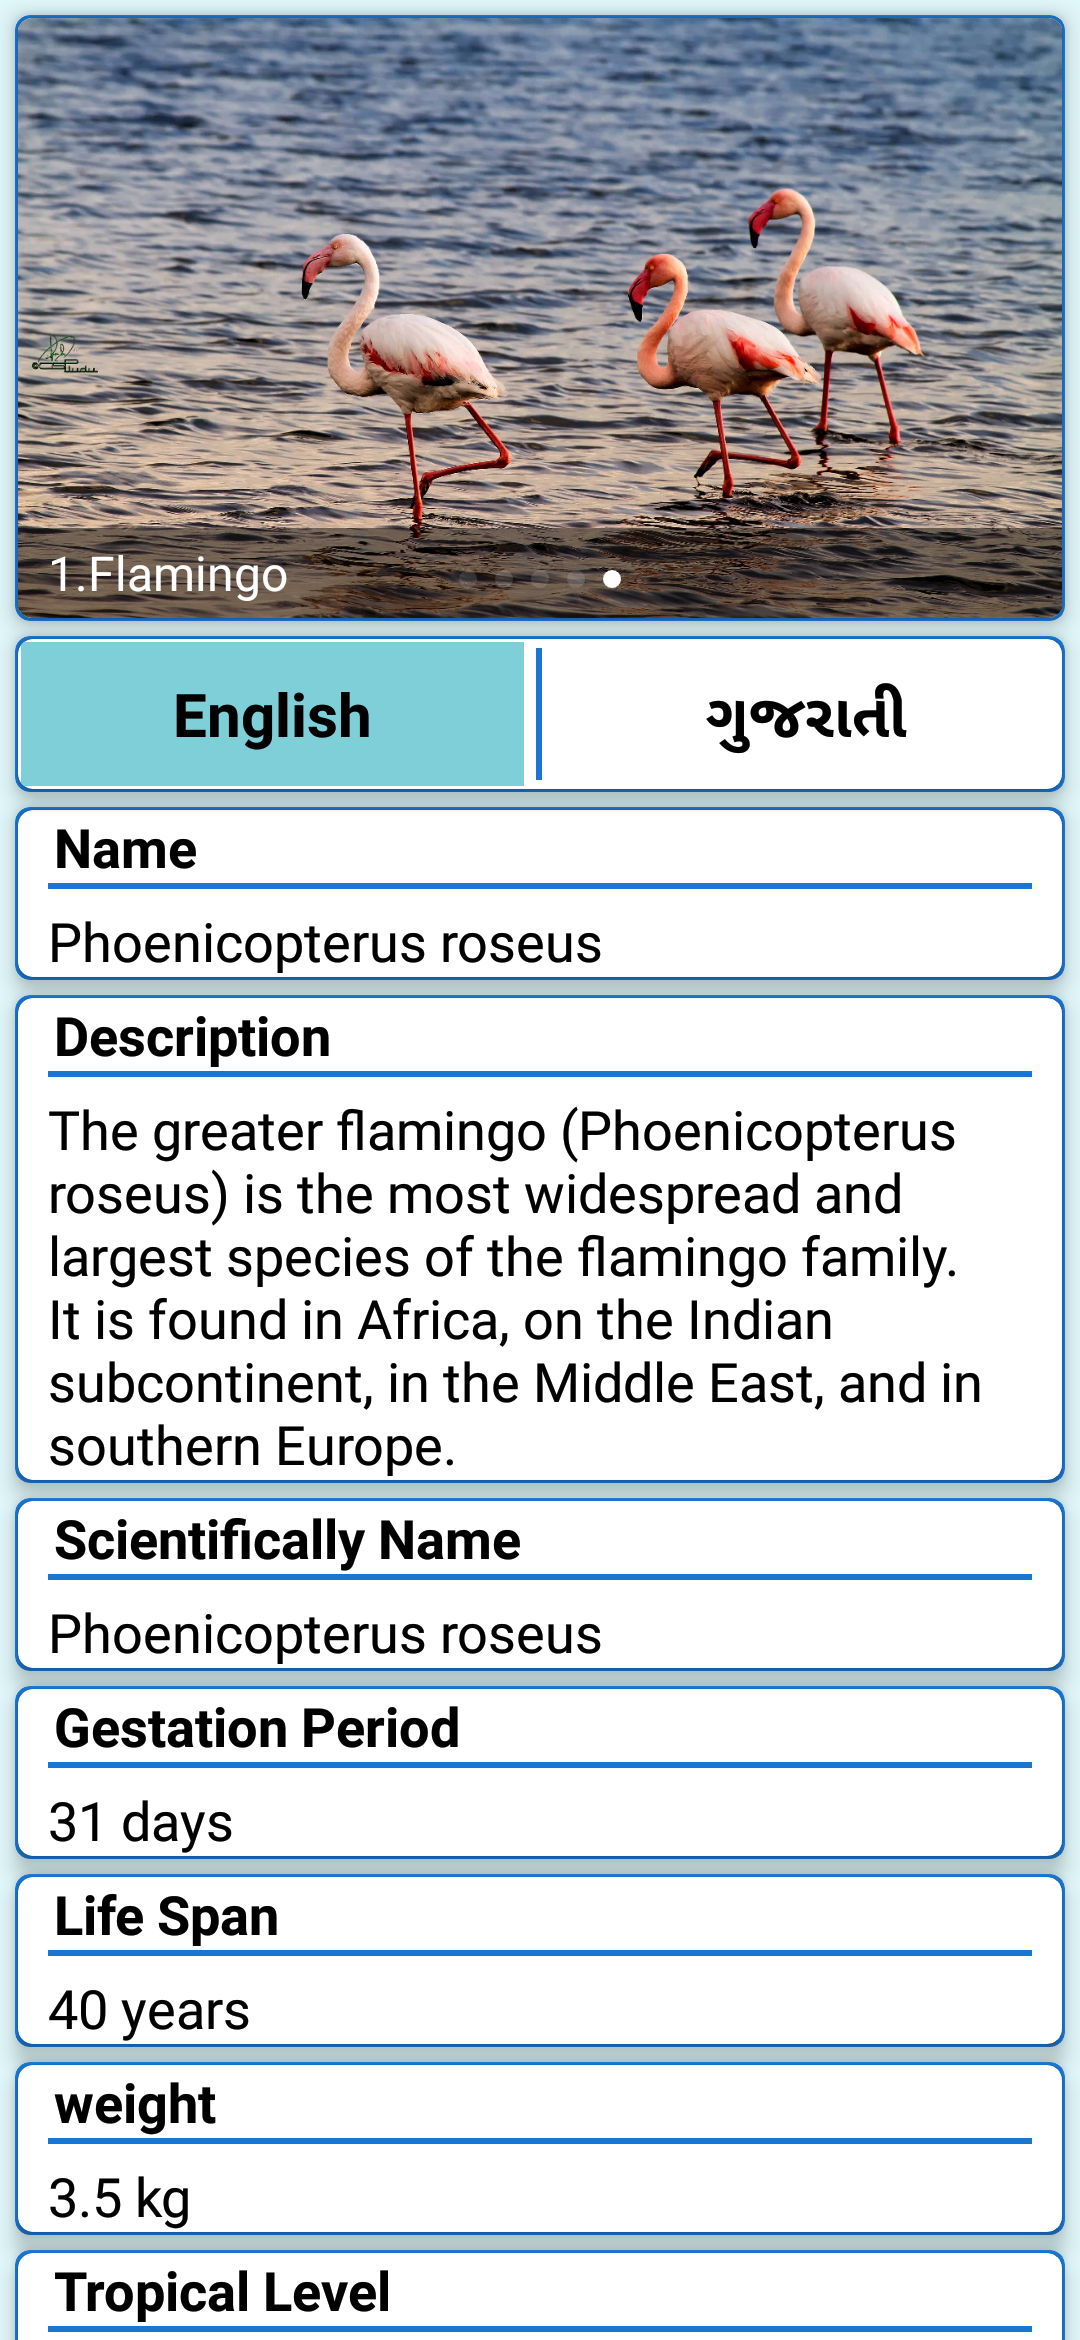 1.Flamingo
English
ગુજરાતી
Name
Phoenicopterus roseus
Description
The greater flamingo (Phoenicopterus
roseus) is the most widespread and
largest species of the flamingo family.
It is found in Africa, on the Indian
subcontinent, in the Middle East, and in
southern Europe.
Scientifically Name
Phoenicopterus roseus
Gestation Period
31 days
Life Span
40 years
weight
3.5 kg
Tropical Level